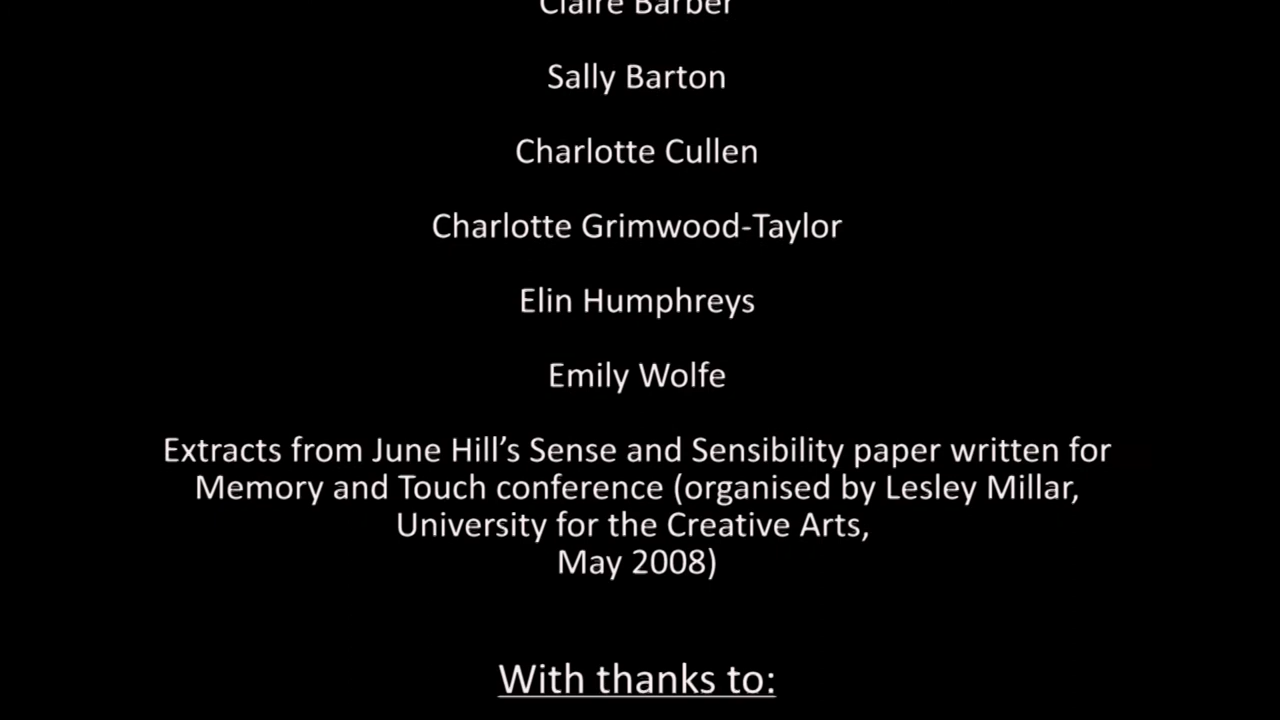 Claire Barber
Sally Barton
Charlotte Cullen
Charlotte Grimwood-Taylor
Elin Humphreys
Emily Wolfe
Extracts from June Hill’s Sense and Sensibility paper written for
Memory and Touch conference (organised by Lesley Millar,
University for the Creative Arts,
May 2008)
With thanks to: